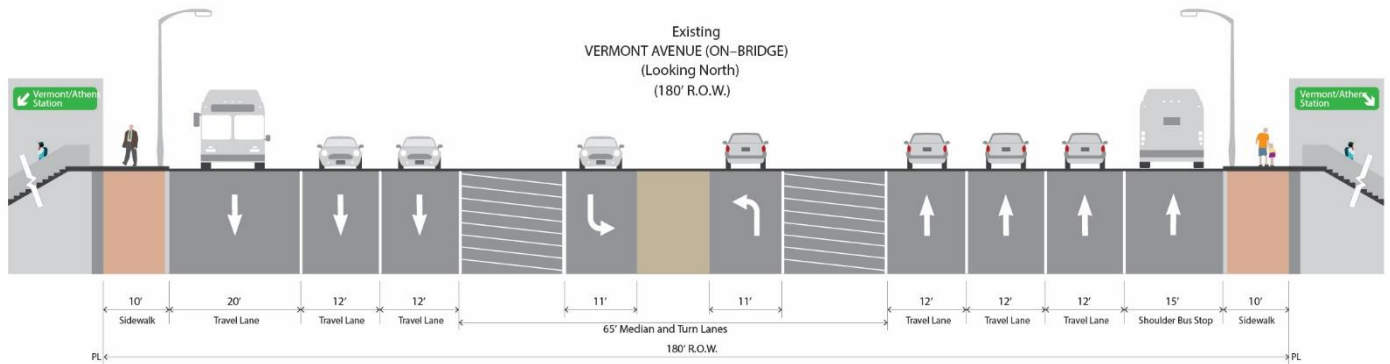 Existing
VERMONT AVENUE (ON–BRIDGE)
(Looking North)
(180' R.O.W.)
Vermont/Athens
Station
Vermont/Athens
Station
10'
20'
12'
12'
11'
11'
12'
12'
12'
15'
10'
Sidewalk
Travel Lane
Travel Lane
Travel Lane
65' Median and Turn Lanes
Travel Lane
Travel Lane
Travel Lane
Shoulder Bus Stop
Sidewalk
PL
180' R.O.W.
PL